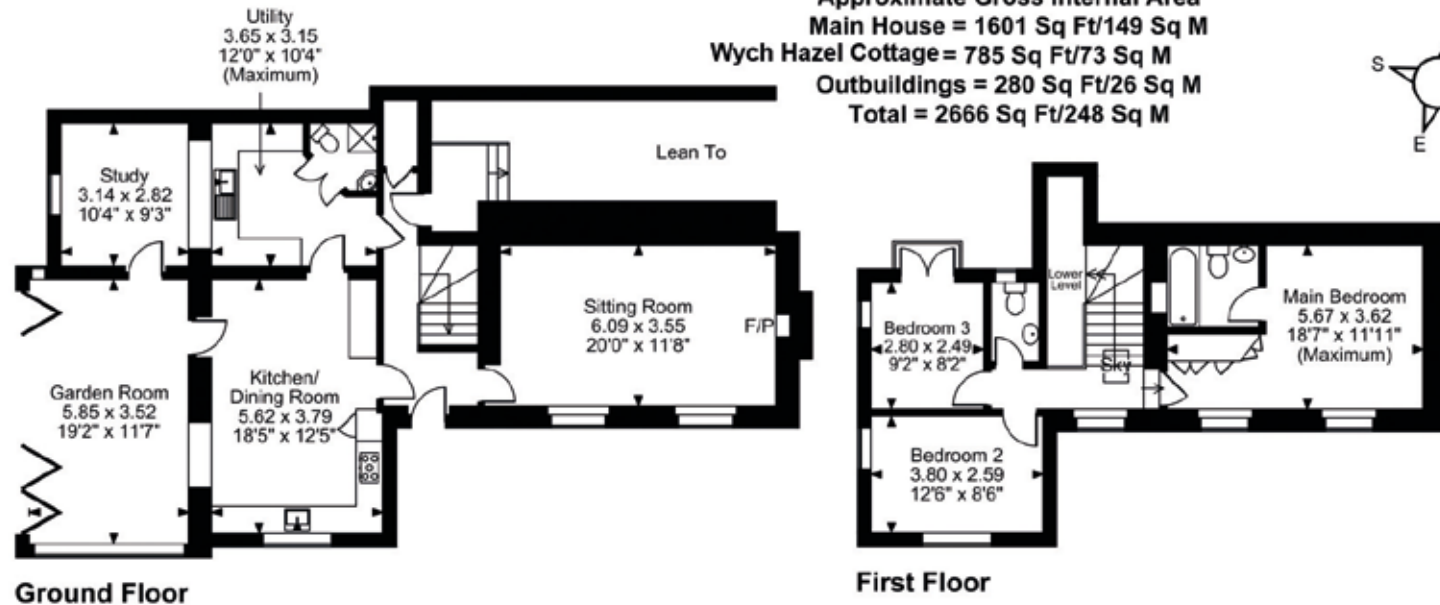 Approximate Gross Internal Area
Main House = 1601 Sq Ft/149 Sq M
Wych Hazel Cottage = 785 Sq Ft/73 Sq M
Outbuildings = 280 Sq Ft/26 Sq M
Total = 2666 Sq Ft/248 Sq M
S
E
Utility
3.65 x 3.15
12'0" x 10'4"
(Maximum)
Study
3.14 x 2.82
10'4" x 9'3"
Lean To
Sitting Room
6.09 x 3.55
20'0" x 11'8"
F/P
Garden Room
5.85 x 3.52
19'2" x 11'7"
Kitchen/
Dining Room
5.62 x 3.79
18'5" x 12'5"
Ground Floor
Lower
Level
Bedroom 3
2.80 x 2.49
9'2" x 8'2"
Sky
Main Bedroom
5.67 x 3.62
18'7" x 11'11"
(Maximum)
Bedroom 2
3.80 x 2.59
12'6" x 8'6"
First Floor